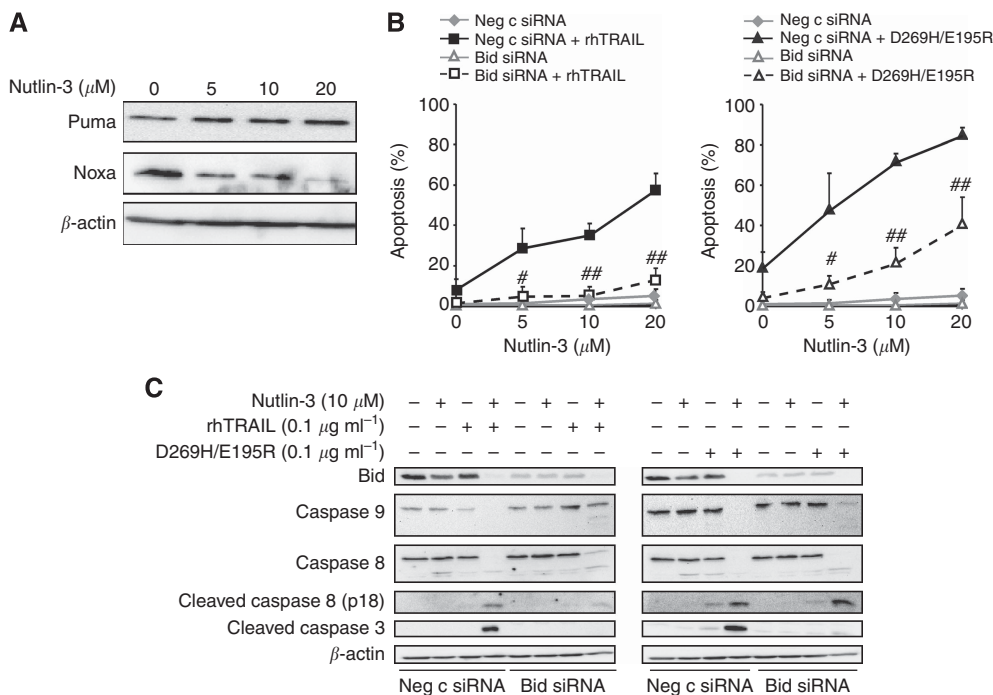 A
Nutlin-3 (μM) 0 5 10 20
Puma
Noxa
β-actin
B
Neg c siRNA
Neg c siRNA + rhTRAIL
Bid siRNA
Bid siRNA + rhTRAIL
100
80
60
40
20
0
Apoptosis (%)
# ## ##
0 5 10 20
Nutlin-3 (μM)
Neg c siRNA
Neg c siRNA + D269H/E195R
Bid siRNA
Bid siRNA + D269H/E195R
100
80
60
40
20
0
Apoptosis (%)
# ## ##
0 5 10 20
Nutlin-3 (μM)
C
Nutlin-3 (10 μM) – + – + – + – + – + – + – + – +
rhTRAIL (0.1 μg ml⁻¹) – – + + – – + +
D269H/E195R (0.1 μg ml⁻¹) – – + + – – + +
Bid
Caspase 9
Caspase 8
Cleaved caspase 8 (p18)
Cleaved caspase 3
β-actin
Neg c siRNA Bid siRNA Neg c siRNA Bid siRNA